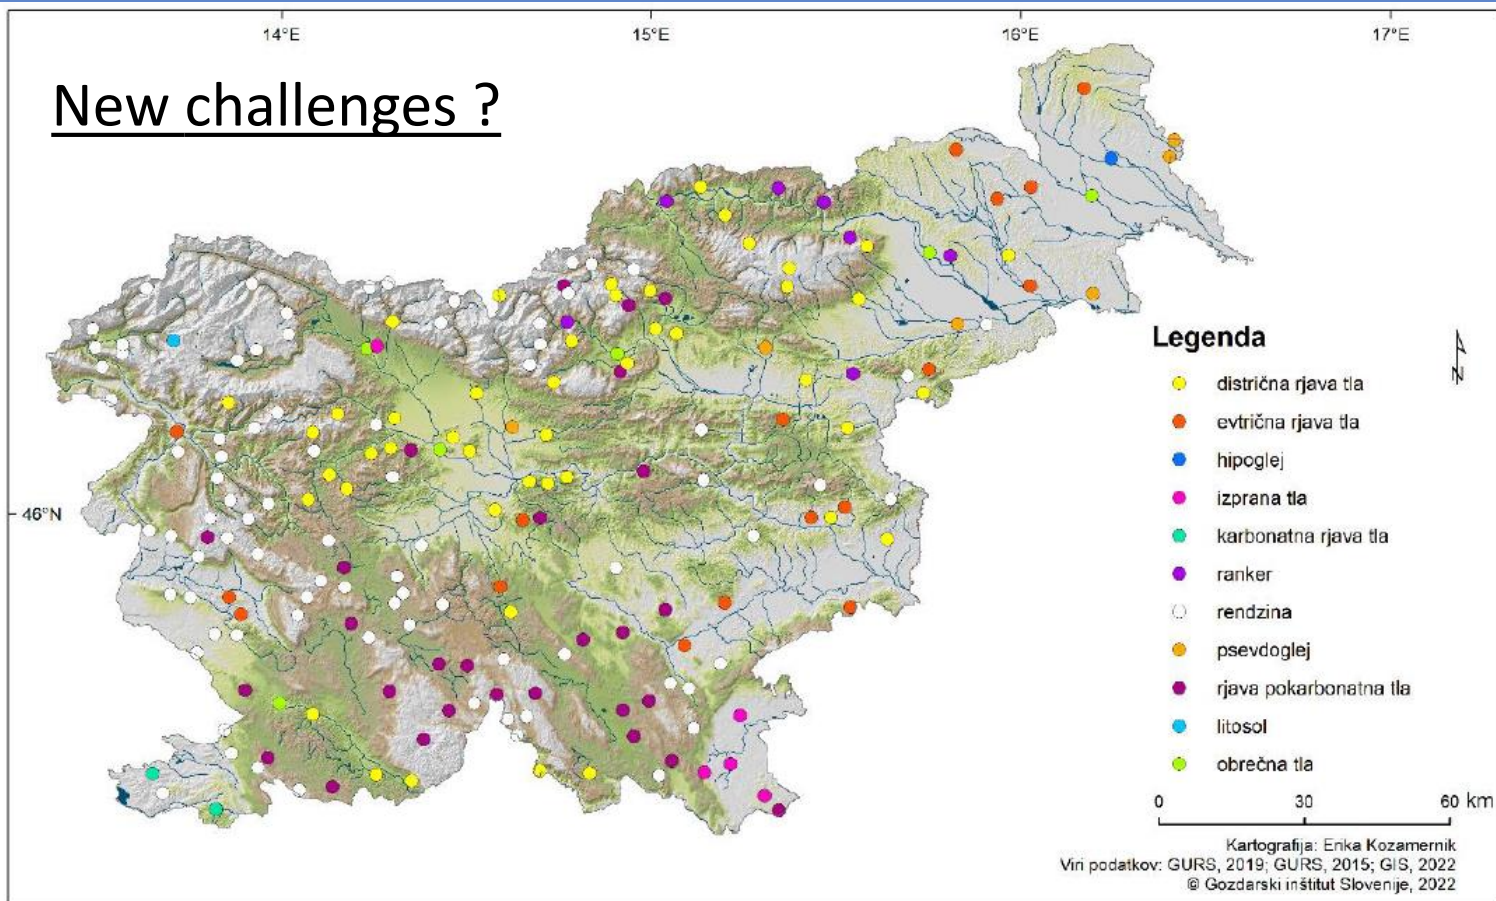 14°E 15°E 16°E 17°E
New challenges ?
46°N
Legenda
N
distrična rjava tla
evtrična rjava tla
hipoglej
izprana tla
karbonatna rjava tla
ranker
rendzina
psevdoglej
rjava pokarbonatna tla
litosol
obrečna tla
0 30 60 km
Kartografija: Erika Kozamernik
Viri podatkov: GURS, 2019; GURS, 2015; GIS, 2022
© Gozdarski inštitut Slovenije, 2022